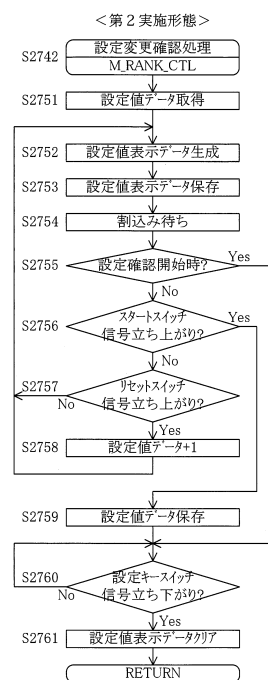 ＜第２実施形態＞
S2742
設定変更確認処理
M_RANK_CTL
S2751
設定値データ取得
S2752
設定値表示データ生成
S2753
設定値表示データ保存
S2754
割込み待ち
S2755
設定確認開始時?
Yes
No
S2756
スタートスイッチ
信号立ち上がり?
Yes
No
S2757
リセットスイッチ
信号立ち上がり?
No
Yes
S2758
設定値データ+1
S2759
設定値データ保存
S2760
設定キースイッチ
信号立ち下がり?
No
Yes
S2761
設定値表示データクリア
RETURN